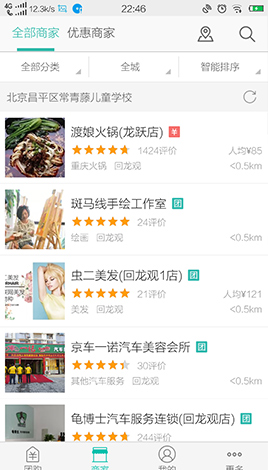 4G 12.3k/s 22:46
全部商家 优惠商家
全部分类 全城 智能排序
北京昌平区常青藤儿童学校
渡娘火锅(龙跃店)
1424评价 人均¥85
重庆火锅 回龙观 <0.5km
斑马线手绘工作室 团
24评价
绘画 回龙观 <0.5km
虫二美发(回龙观1店) 团
21评价 人均¥121
美发 回龙观 <0.5km
京车一诺汽车美容会所 团
30评价
其他汽车服务 回龙观 <0.5km
龟博士汽车服务连锁(回龙观店) 团
244评价
团购 商家 我的 更多